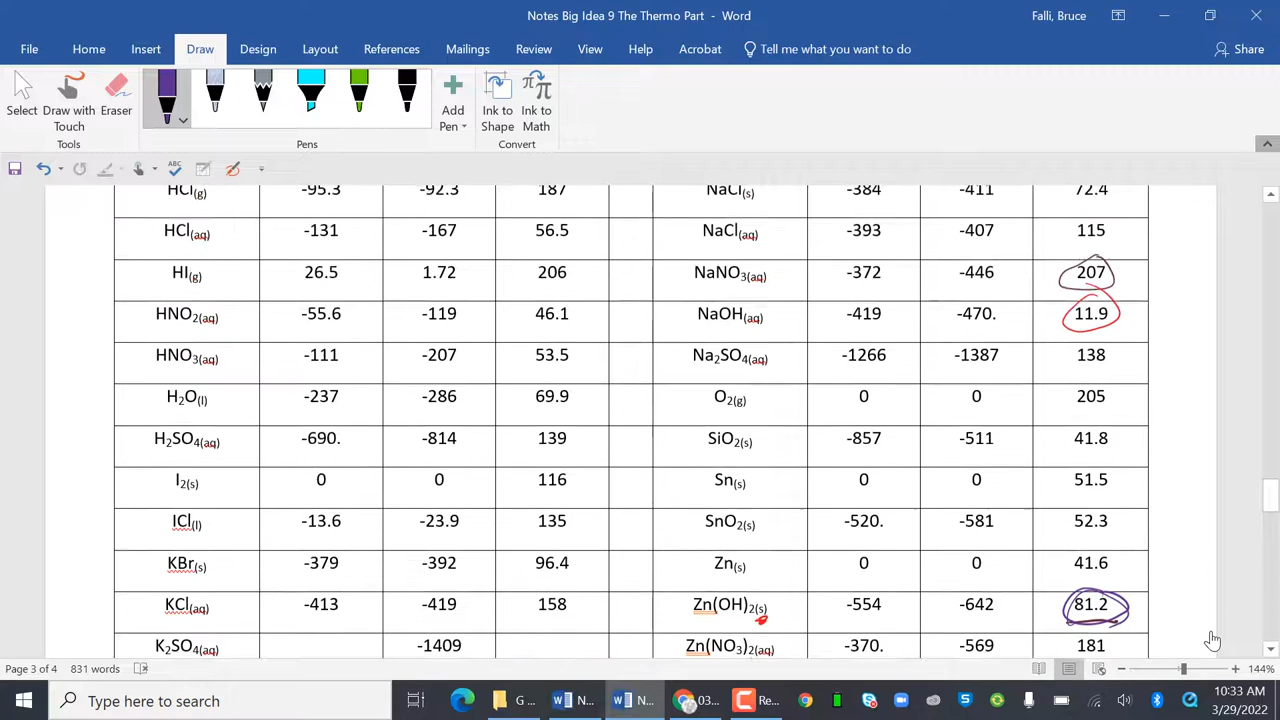 Notes Big Idea 9 The Thermo Part - Word
Falli, Bruce
File Home Insert Draw Design Layout References Mailings Review View Help Acrobat Tell me what you want to do Share
Select Draw with Touch Eraser Add Pen Ink to Shape Ink to Math
Tools Pens Convert
ABC
HCl(g) -95.3 -92.3 187 NaCl(s) -384 -411 72.4
HCl(aq) -131 -167 56.5 NaCl(aq) -393 -407 115
HI(g) 26.5 1.72 206 NaNO3(aq) -372 -446 207
HNO2(aq) -55.6 -119 46.1 NaOH(aq) -419 -470. 11.9
HNO3(aq) -111 -207 53.5 Na2SO4(aq) -1266 -1387 138
H2O(l) -237 -286 69.9 O2(g) 0 0 205
H2SO4(aq) -690. -814 139 SiO2(s) -857 -511 41.8
I2(s) 0 0 116 Sn(s) 0 0 51.5
ICl(l) -13.6 -23.9 135 SnO2(s) -520. -581 52.3
KBr(s) -379 -392 96.4 Zn(s) 0 0 41.6
KCl(aq) -413 -419 158 Zn(OH)2(s) -554 -642 81.2
K2SO4(aq) -1409 Zn(NO3)2(aq) -370. -569 181
Page 3 of 4 831 words 144%
Type here to search G ... N... N... 03... Re... 10:33 AM
3/29/2022